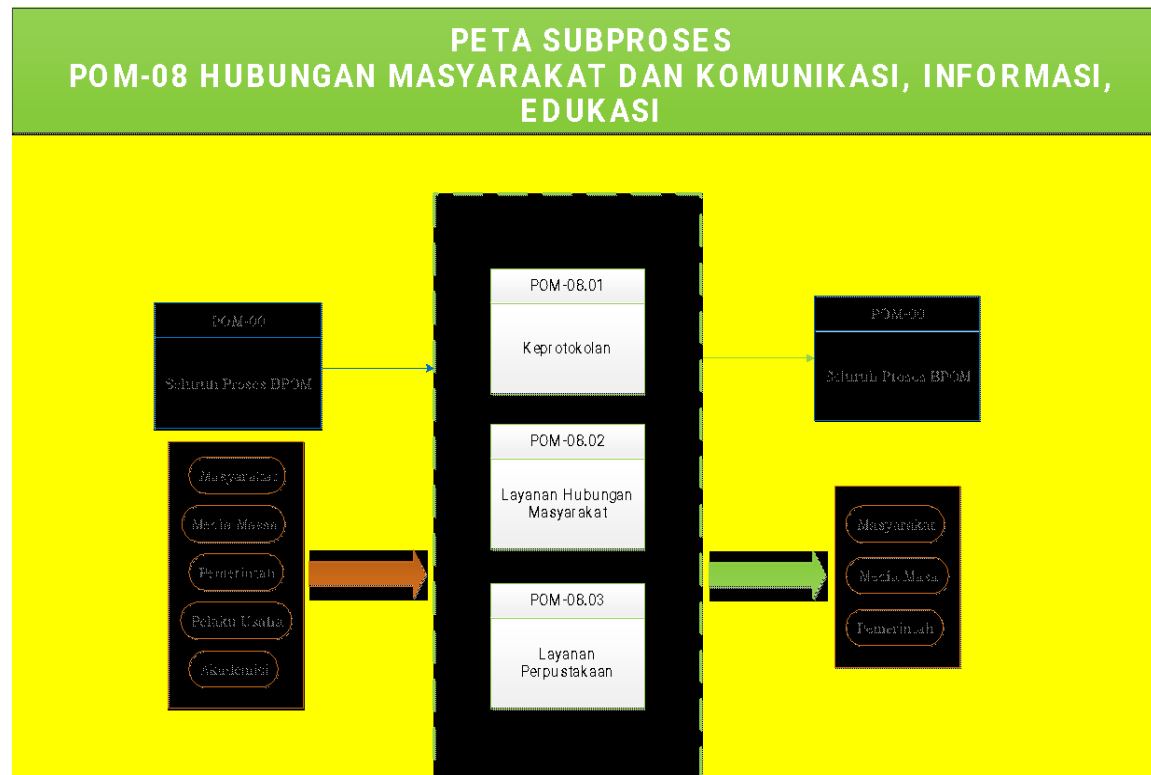 PETA SUBPROSES
POM-08 HUBUNGAN MASYARAKAT DAN KOMUNIKASI, INFORMASI,
EDUKASI
POM-00
Seluruh Proses BPOM
Masyarakat
Media Massa
Pemerintah
Pelaku Usaha
Akademisi
POM-08.01
Keprotokolan
POM-08.02
Layanan Hubungan
Masyarakat
POM-08.03
Layanan
Perpustakaan
POM-00
Seluruh Proses BPOM
Masyarakat
Media Masa
Pemerintah